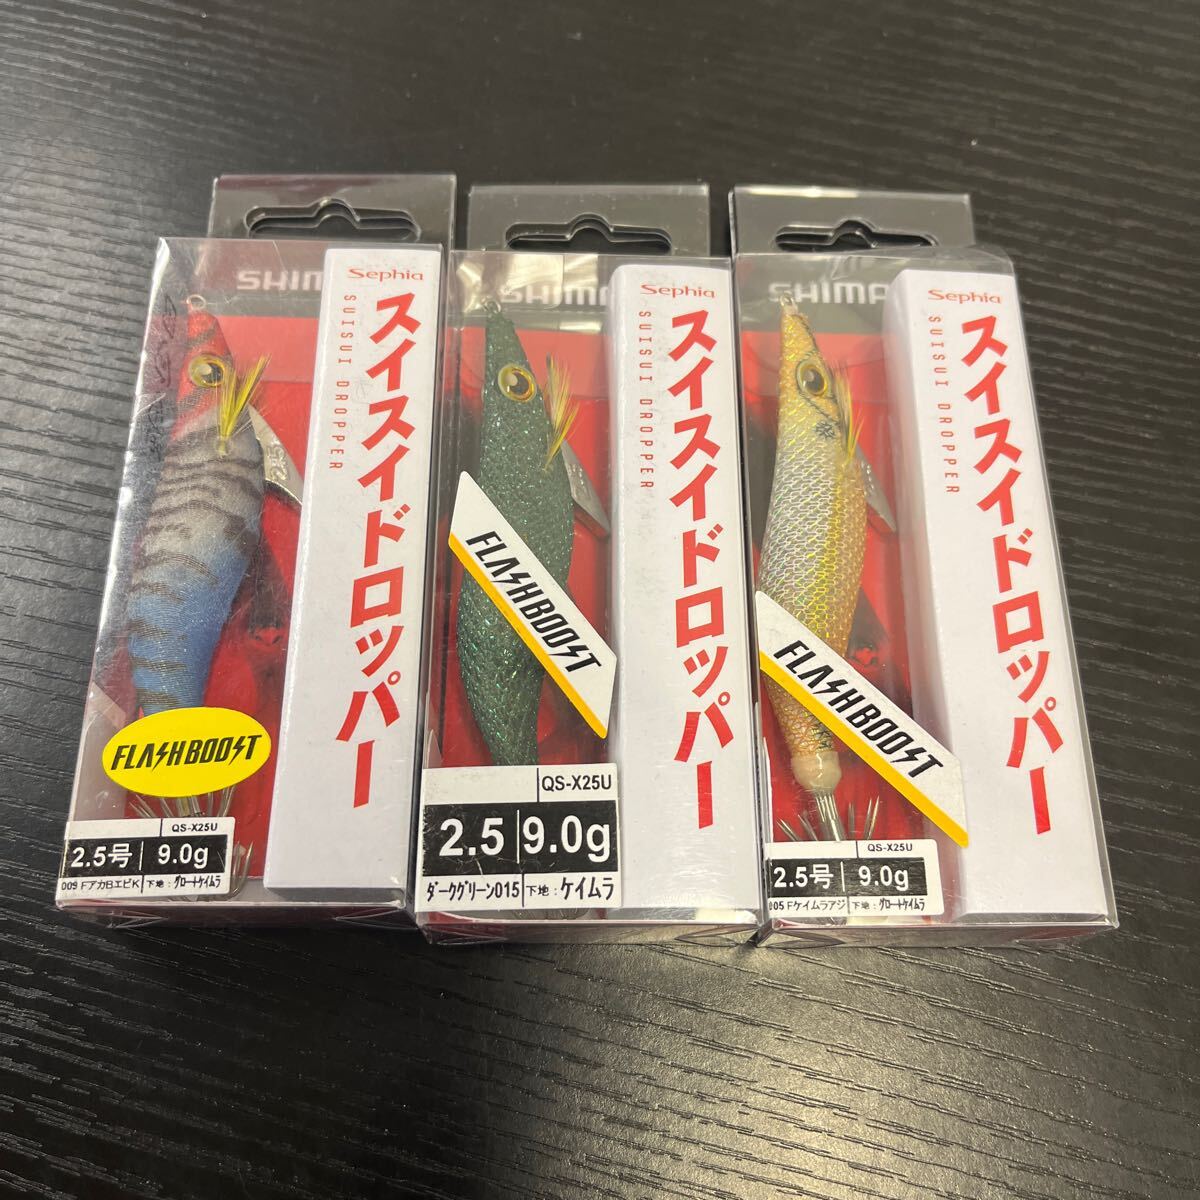 SHIMA
Sephia
スイスイドロッパー
SUISUI DROPPER
FLASHBOOST
QS-X25U
2.5号 9.0g
009 FアカBエビK 下地:グロー+ケイムラ
SHIMA
Sephia
スイスイドロッパー
SUISUI DROPPER
FLASHBOOST
QS-X25U
2.5 9.0g
ダークグリーン015 下地:ケイムラ
SHIMA
Sephia
スイスイドロッパー
SUISUI DROPPER
FLASHBOOST
QS-X25U
2.5号 9.0g
005 Fケイムラアジ 下地:グロー+ケイムラ